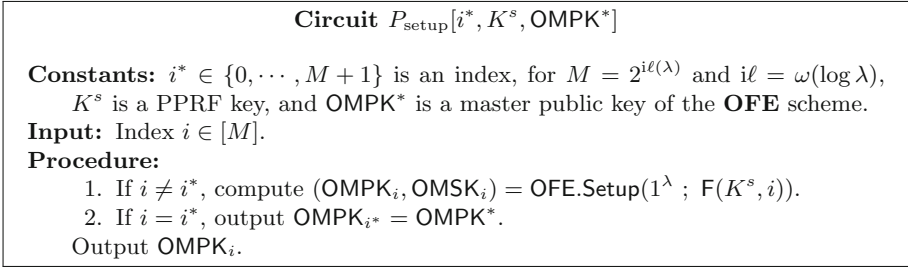 Circuit P_setup[i*, K^s, OMPK*]
Constants: i* ∈ {0, ⋯ , M + 1} is an index, for M = 2^{iℓ(λ)} and iℓ = ω(log λ),
K^s is a PPRF key, and OMPK* is a master public key of the OFE scheme.
Input: Index i ∈ [M].
Procedure:
1. If i ≠ i*, compute (OMPK_i, OMSK_i) = OFE.Setup(1^λ ; F(K^s, i)).
2. If i = i*, output OMPK_{i*} = OMPK*.
Output OMPK_i.